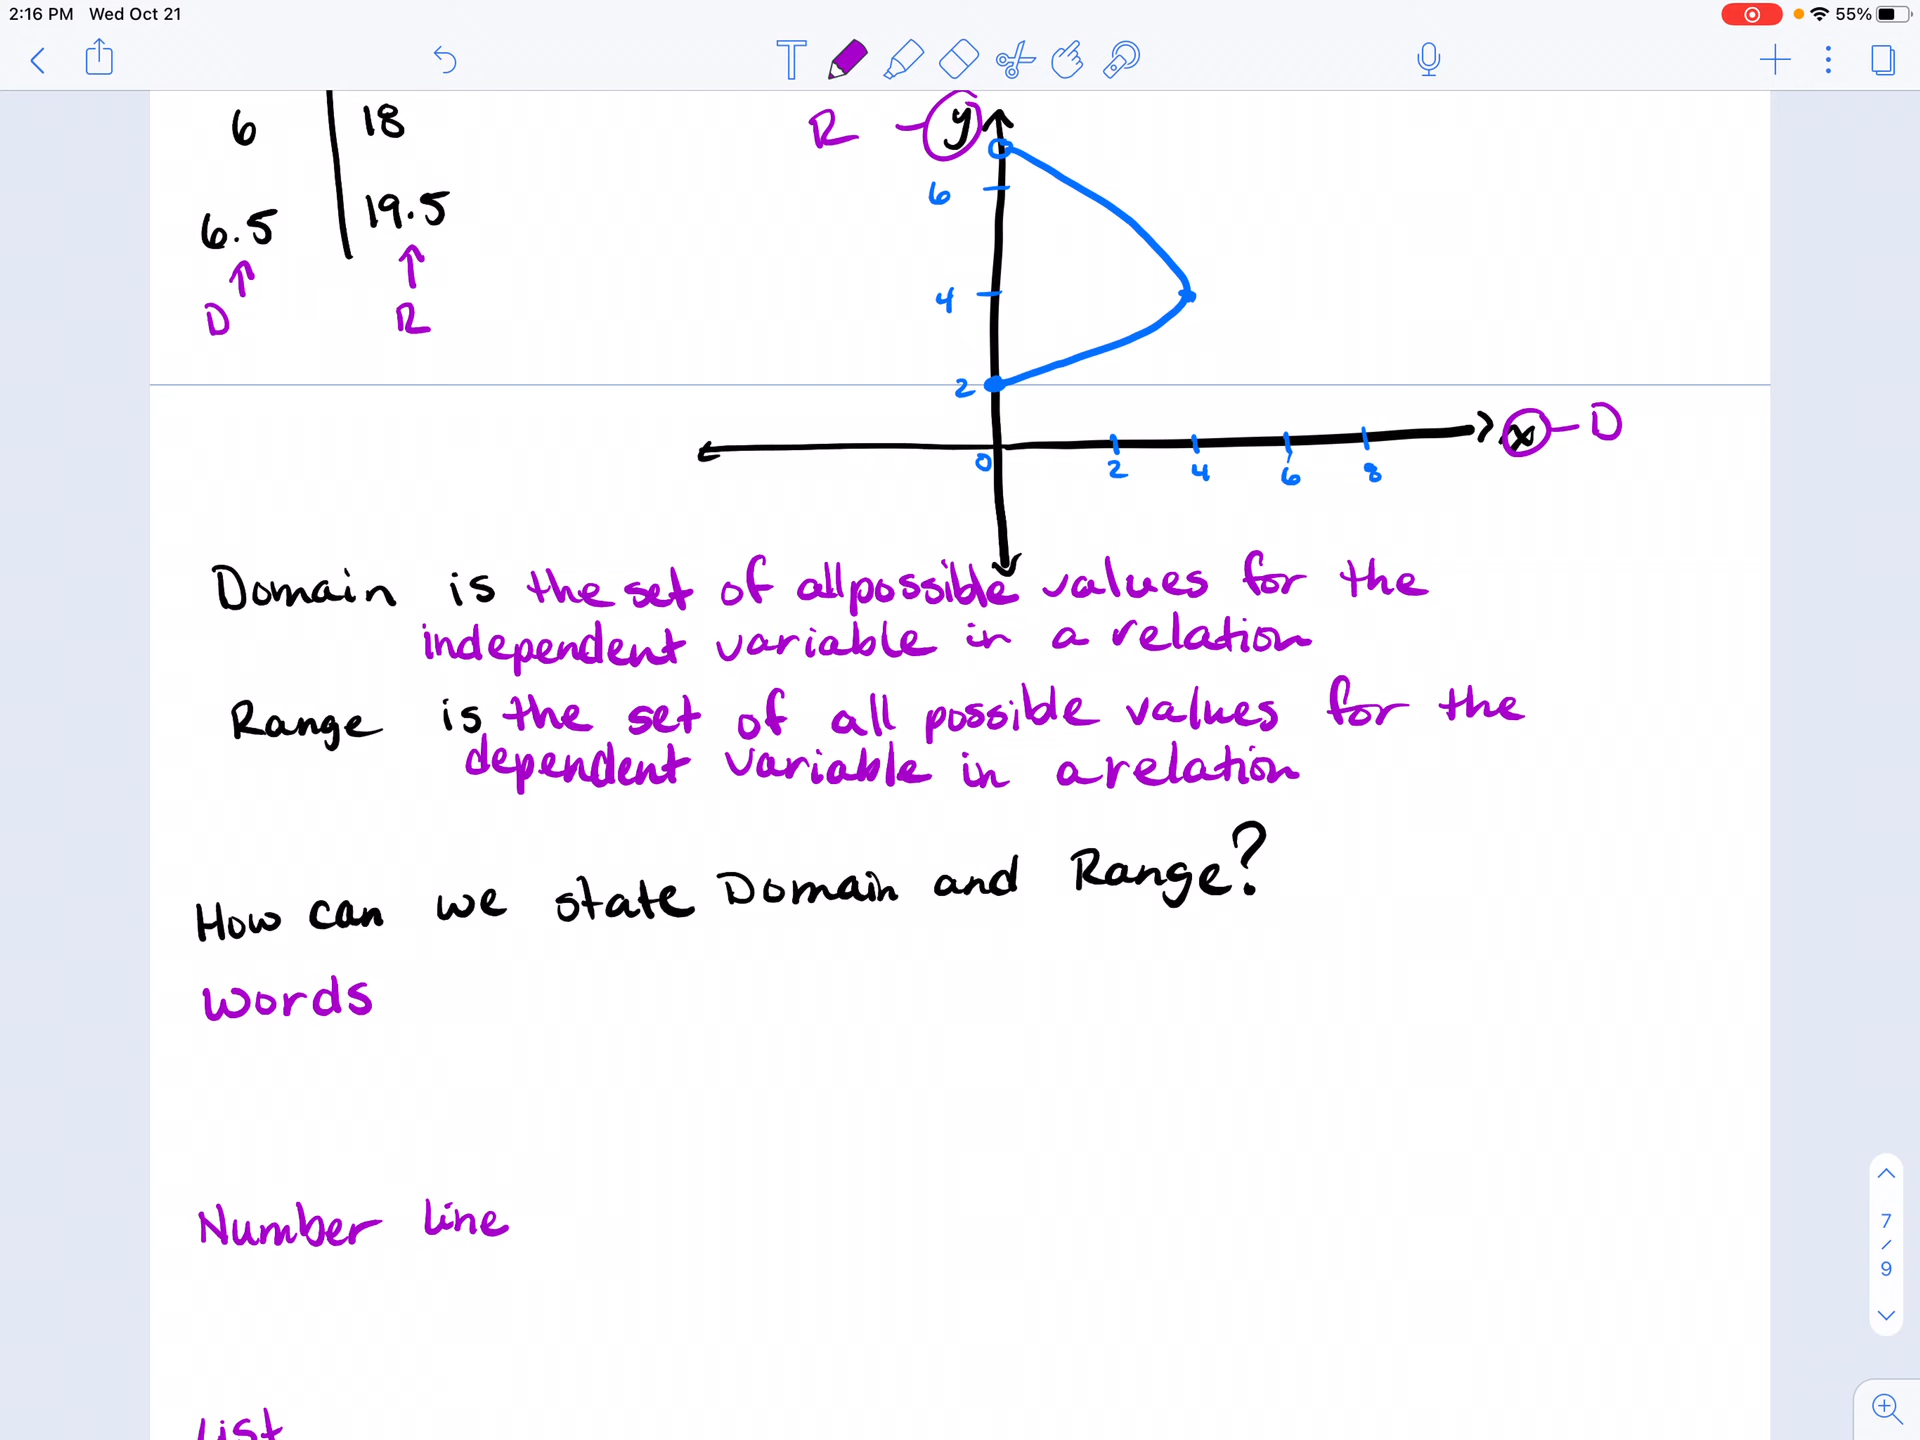 2:16 PM Wed Oct 21
55%
T
6 18
6.5 19.5
D R
R y
6
4
2
0 2 4 6 8
x D
Domain is the set of all possible values for the
independent variable in a relation
Range is the set of all possible values for the
dependent variable in a relation
How can we state Domain and Range?
Words
Number line
List
7
/
9